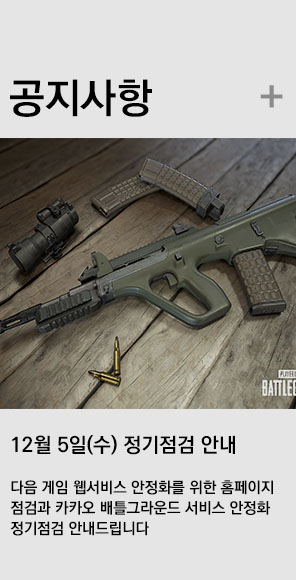 공지사항
+
PLAYERU
BATTLEG
12월 5일(수) 정기점검 안내
다음 게임 웹서비스 안정화를 위한 홈페이지
점검과 카카오 배틀그라운드 서비스 안정화
정기점검 안내드립니다